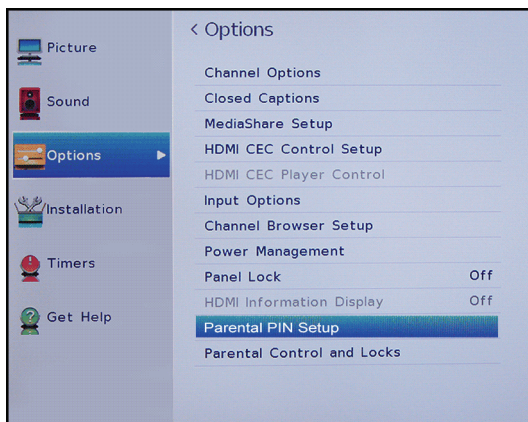 Picture
Sound
Options
Installation
Timers
Get Help
< Options
Channel Options
Closed Captions
MediaShare Setup
HDMI CEC Control Setup
HDMI CEC Player Control
Input Options
Channel Browser Setup
Power Management
Panel Lock Off
HDMI Information Display Off
Parental PIN Setup
Parental Control and Locks